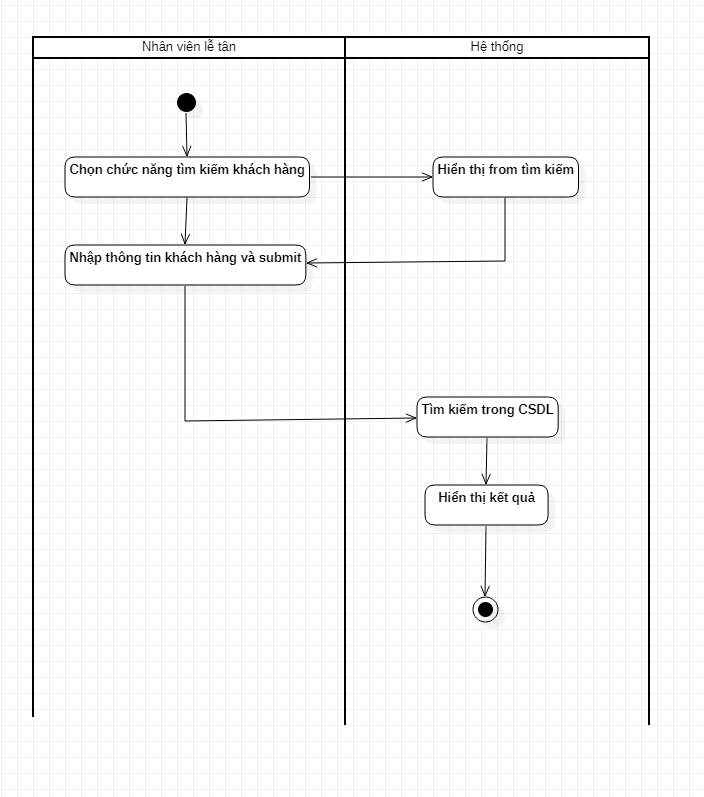 Nhân viên lễ tân
Hệ thống
Chọn chức năng tìm kiếm khách hàng
Hiển thị from tìm kiếm
Nhập thông tin khách hàng và submit
Tìm kiếm trong CSDL
Hiển thị kết quả